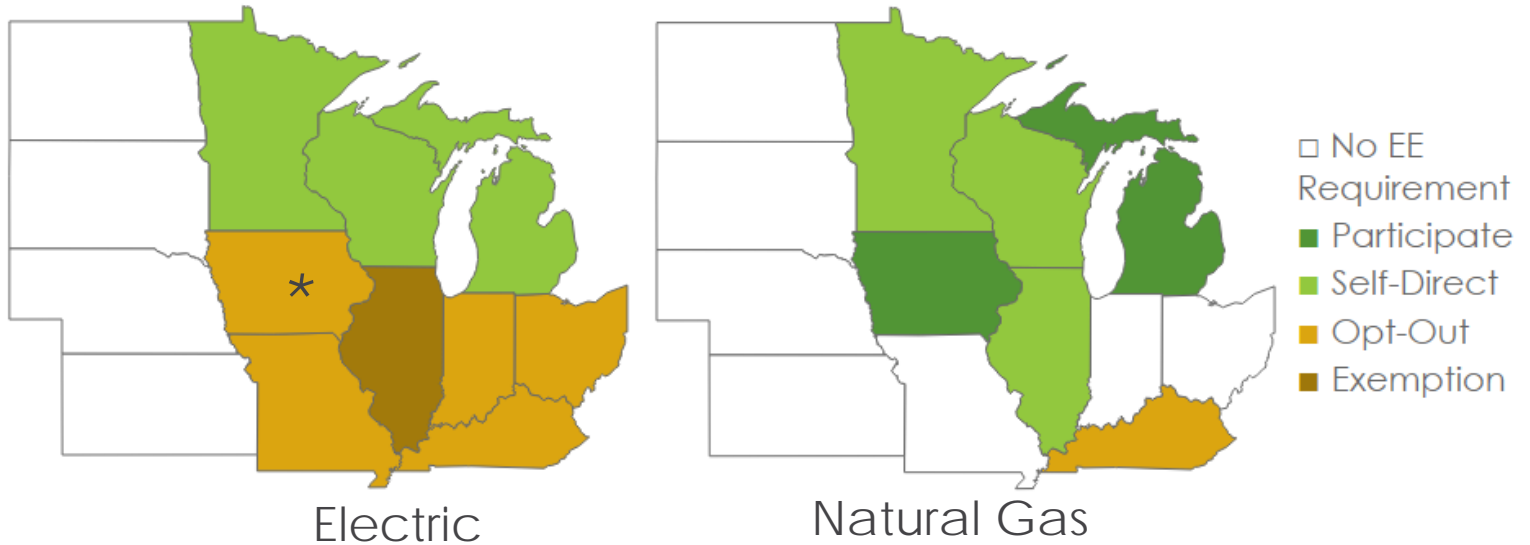 *
□ No EE
Requirement
■ Participate
■ Self-Direct
■ Opt-Out
■ Exemption
Electric
Natural Gas